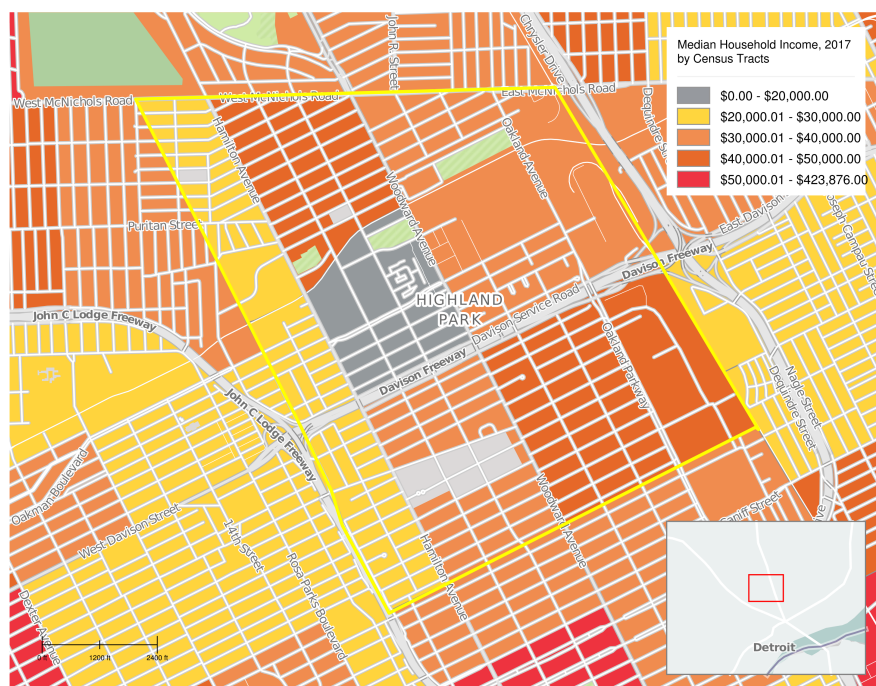 John R. Street
Chrysler Drive
Median Household Income, 2017
by Census Tracts
$0.00 - $20,000.00
$20,000.01 - $30,000.00
$30,000.01 - $40,000.00
$40,000.01 - $50,000.00
$50,000.01 - $423,876.00
West McNichols Road
West McNichols Road
East McNichols Road
Hamilton Avenue
Oakland Avenue
Woodward Avenue
Puritan Street
East Davison
Joseph Campau Street
Davison Freeway
HIGHLAND
PARK
Davison Service Road
John C Lodge Freeway
Oakland Parkway
Davison Freeway
Nagle Street
Dequindre Street
John C Lodge Freeway
Oakman Boulevard
West Davison Street
14th Street
Woodward Avenue
Caniff Street
Hamilton Avenue
Rosa Parks Boulevard
Dexter Avenue
0 ft
1200 ft
2400 ft
Detroit